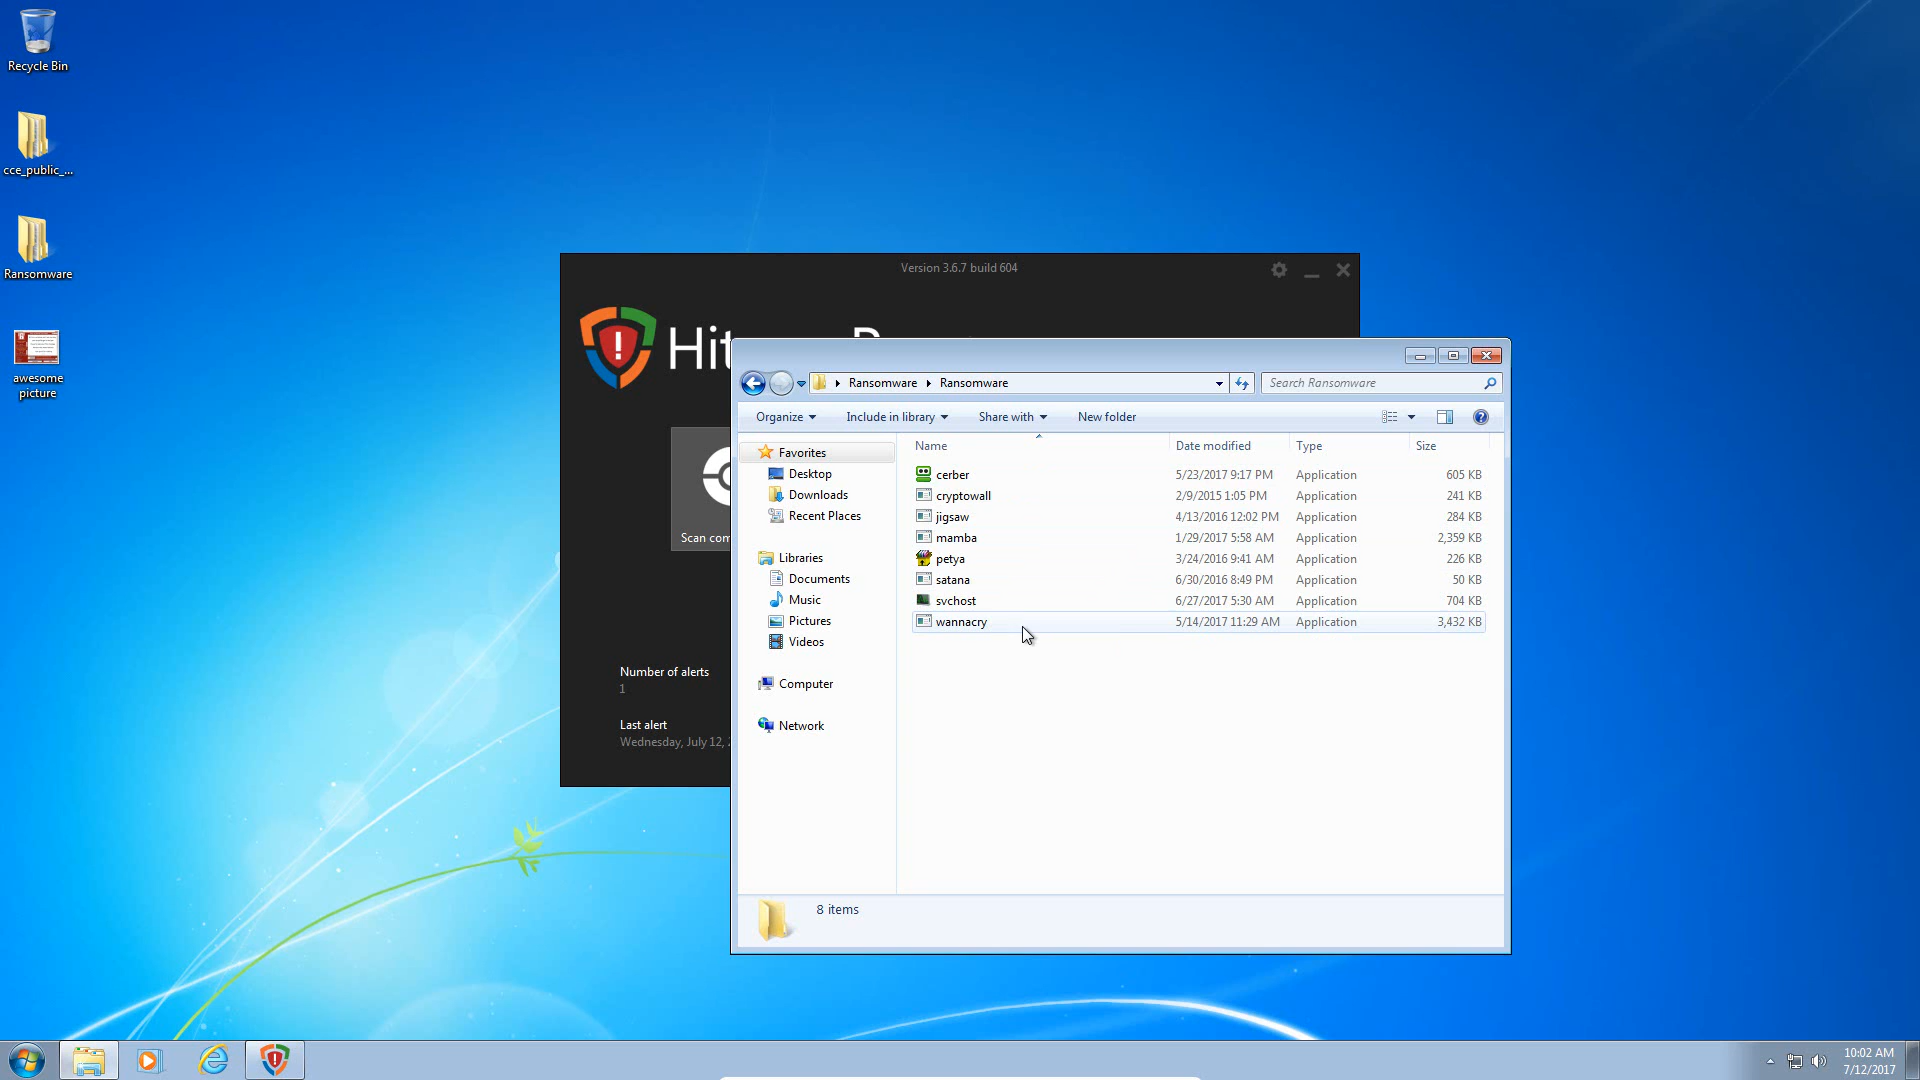 Recycle Bin
cce_public_...
Ransomware
awesome
picture
Version 3.6.7 build 604
Scan com
Number of alerts
1
Last alert
Wednesday, July 12,
Ransomware Ransomware
Search Ransomware
Organize Include in library Share with New folder
Favorites
Desktop
Downloads
Recent Places
Libraries
Documents
Music
Pictures
Videos
Computer
Network
Name Date modified Type Size
cerber 5/23/2017 9:17 PM Application 605 KB
cryptowall 2/9/2015 1:05 PM Application 241 KB
jigsaw 4/13/2016 12:02 PM Application 284 KB
mamba 1/29/2017 5:58 AM Application 2,359 KB
petya 3/24/2016 9:41 AM Application 226 KB
satana 6/30/2016 8:49 PM Application 50 KB
svchost 6/27/2017 5:30 AM Application 704 KB
wannacry 5/14/2017 11:29 AM Application 3,432 KB
8 items
10:02 AM
7/12/2017